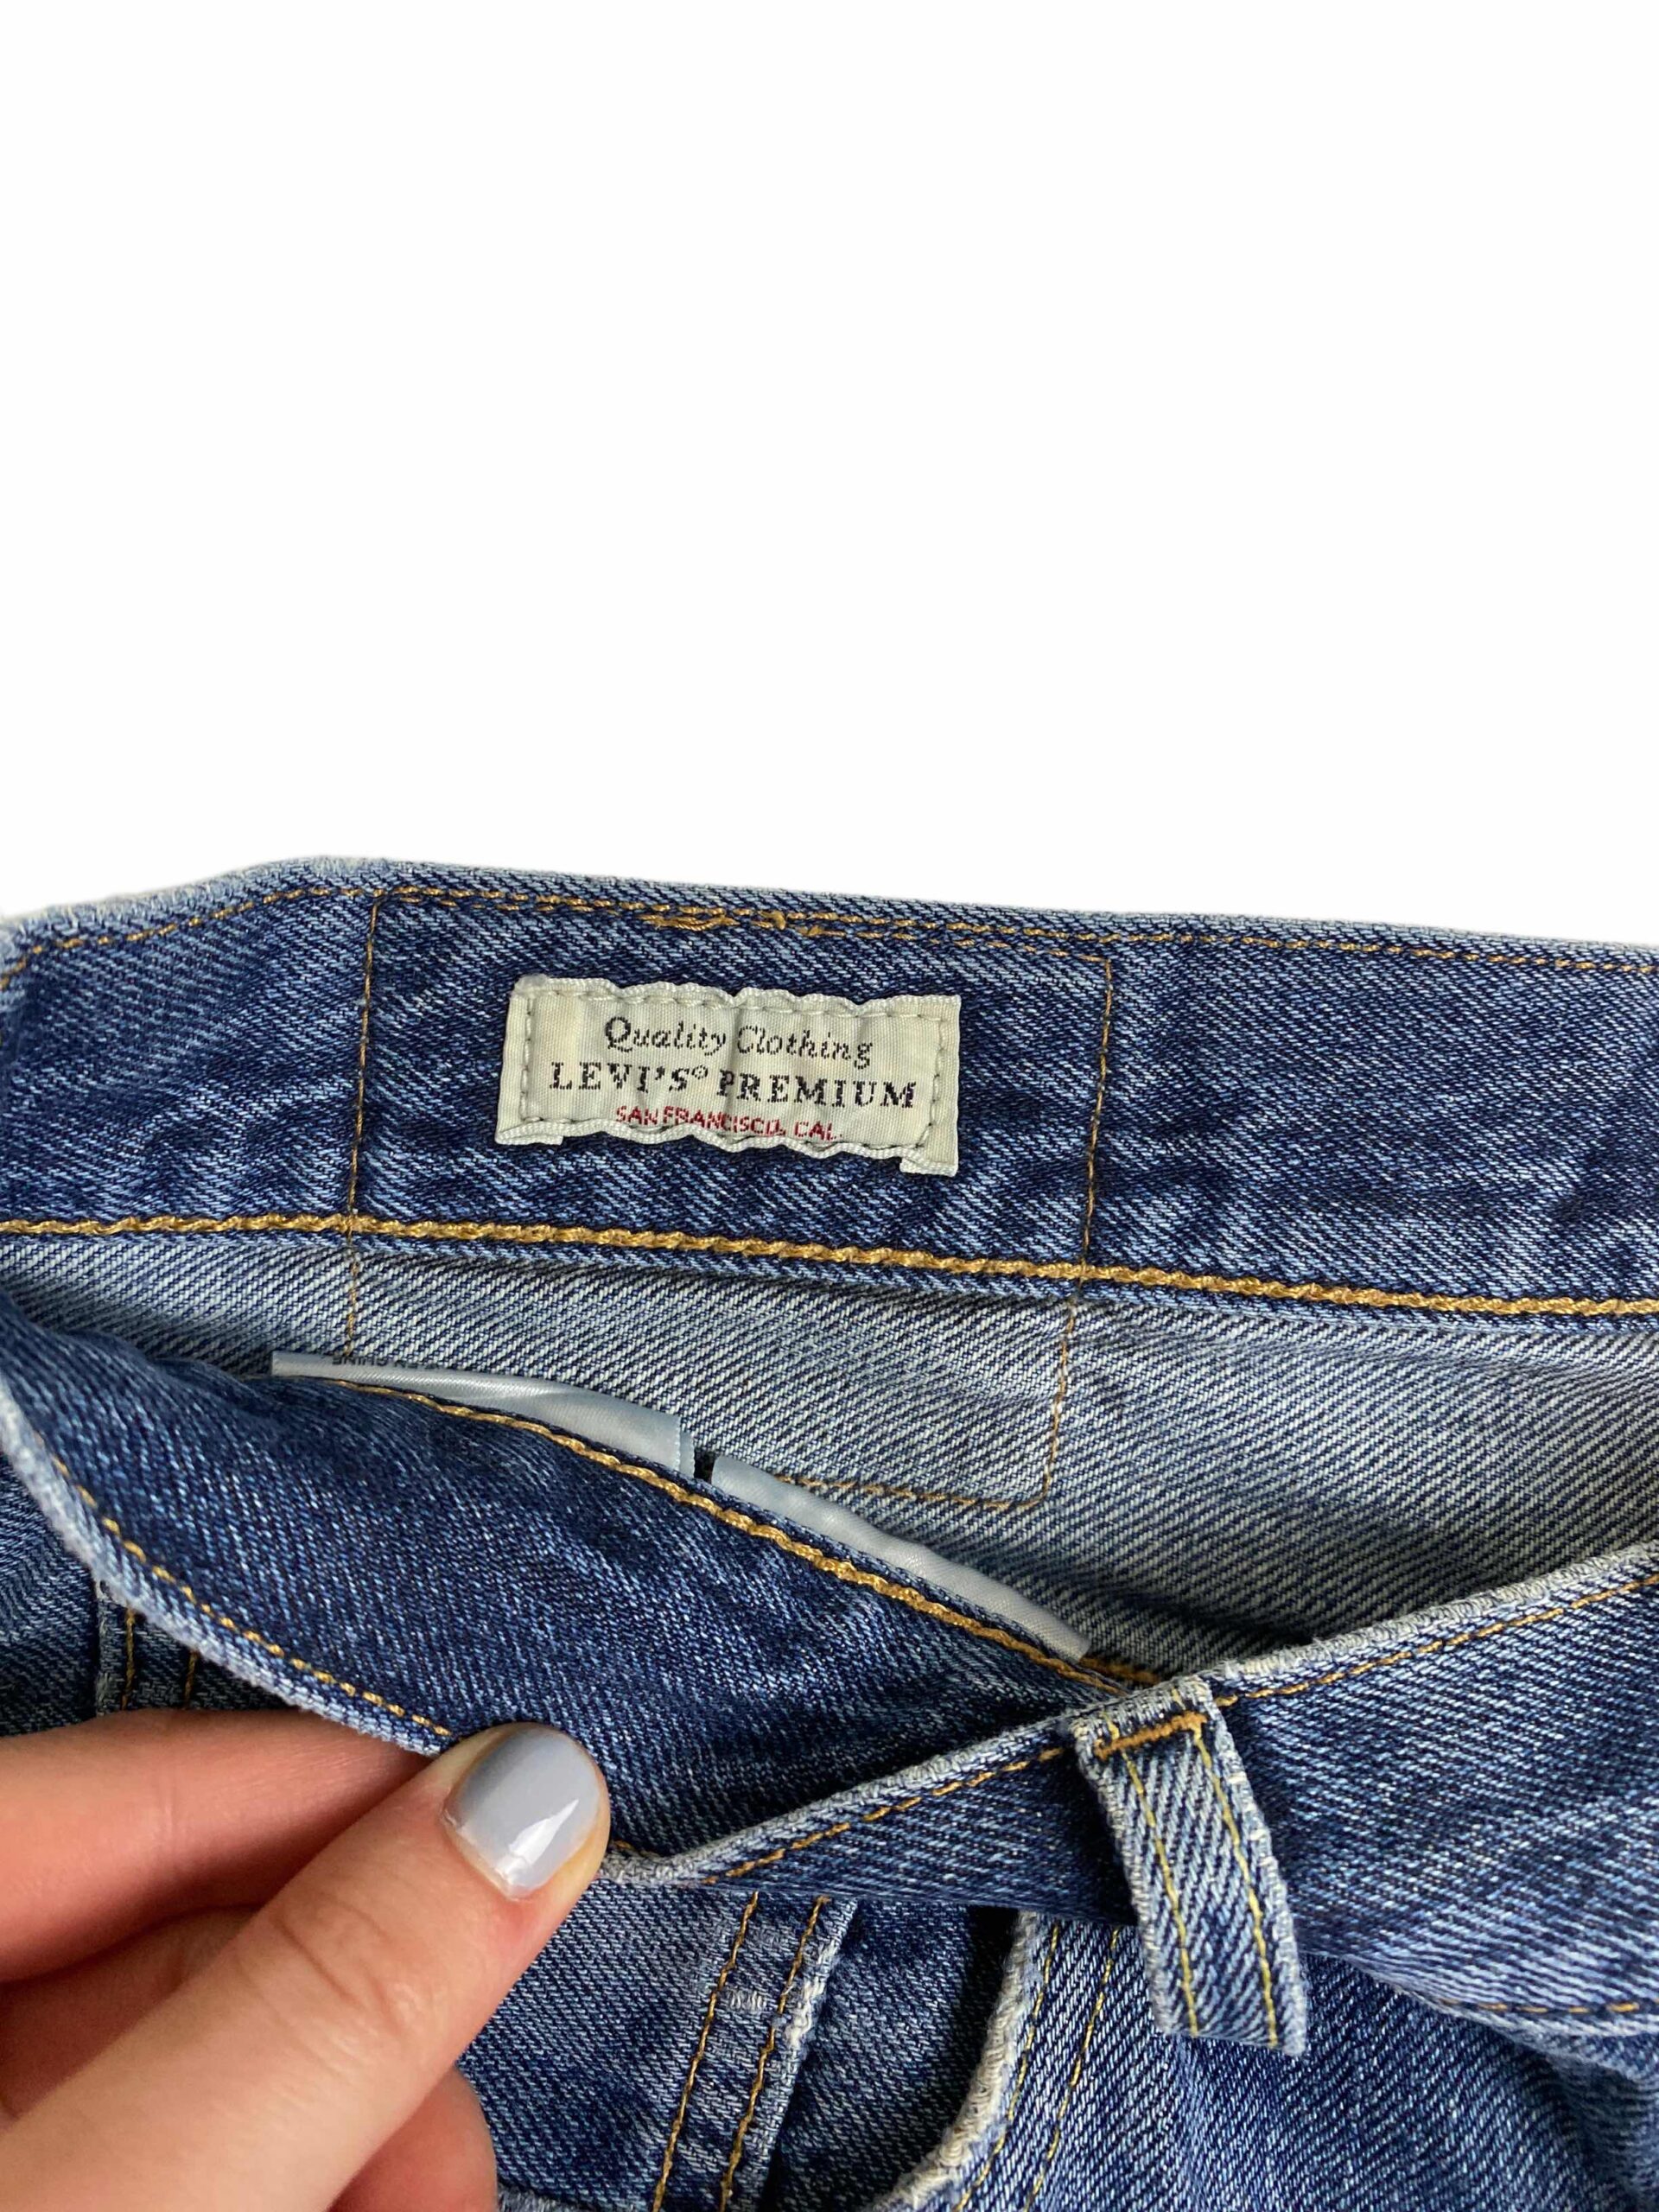 Quality Clothing
LEVI'S® PREMIUM
SAN FRANCISCO, CAL.